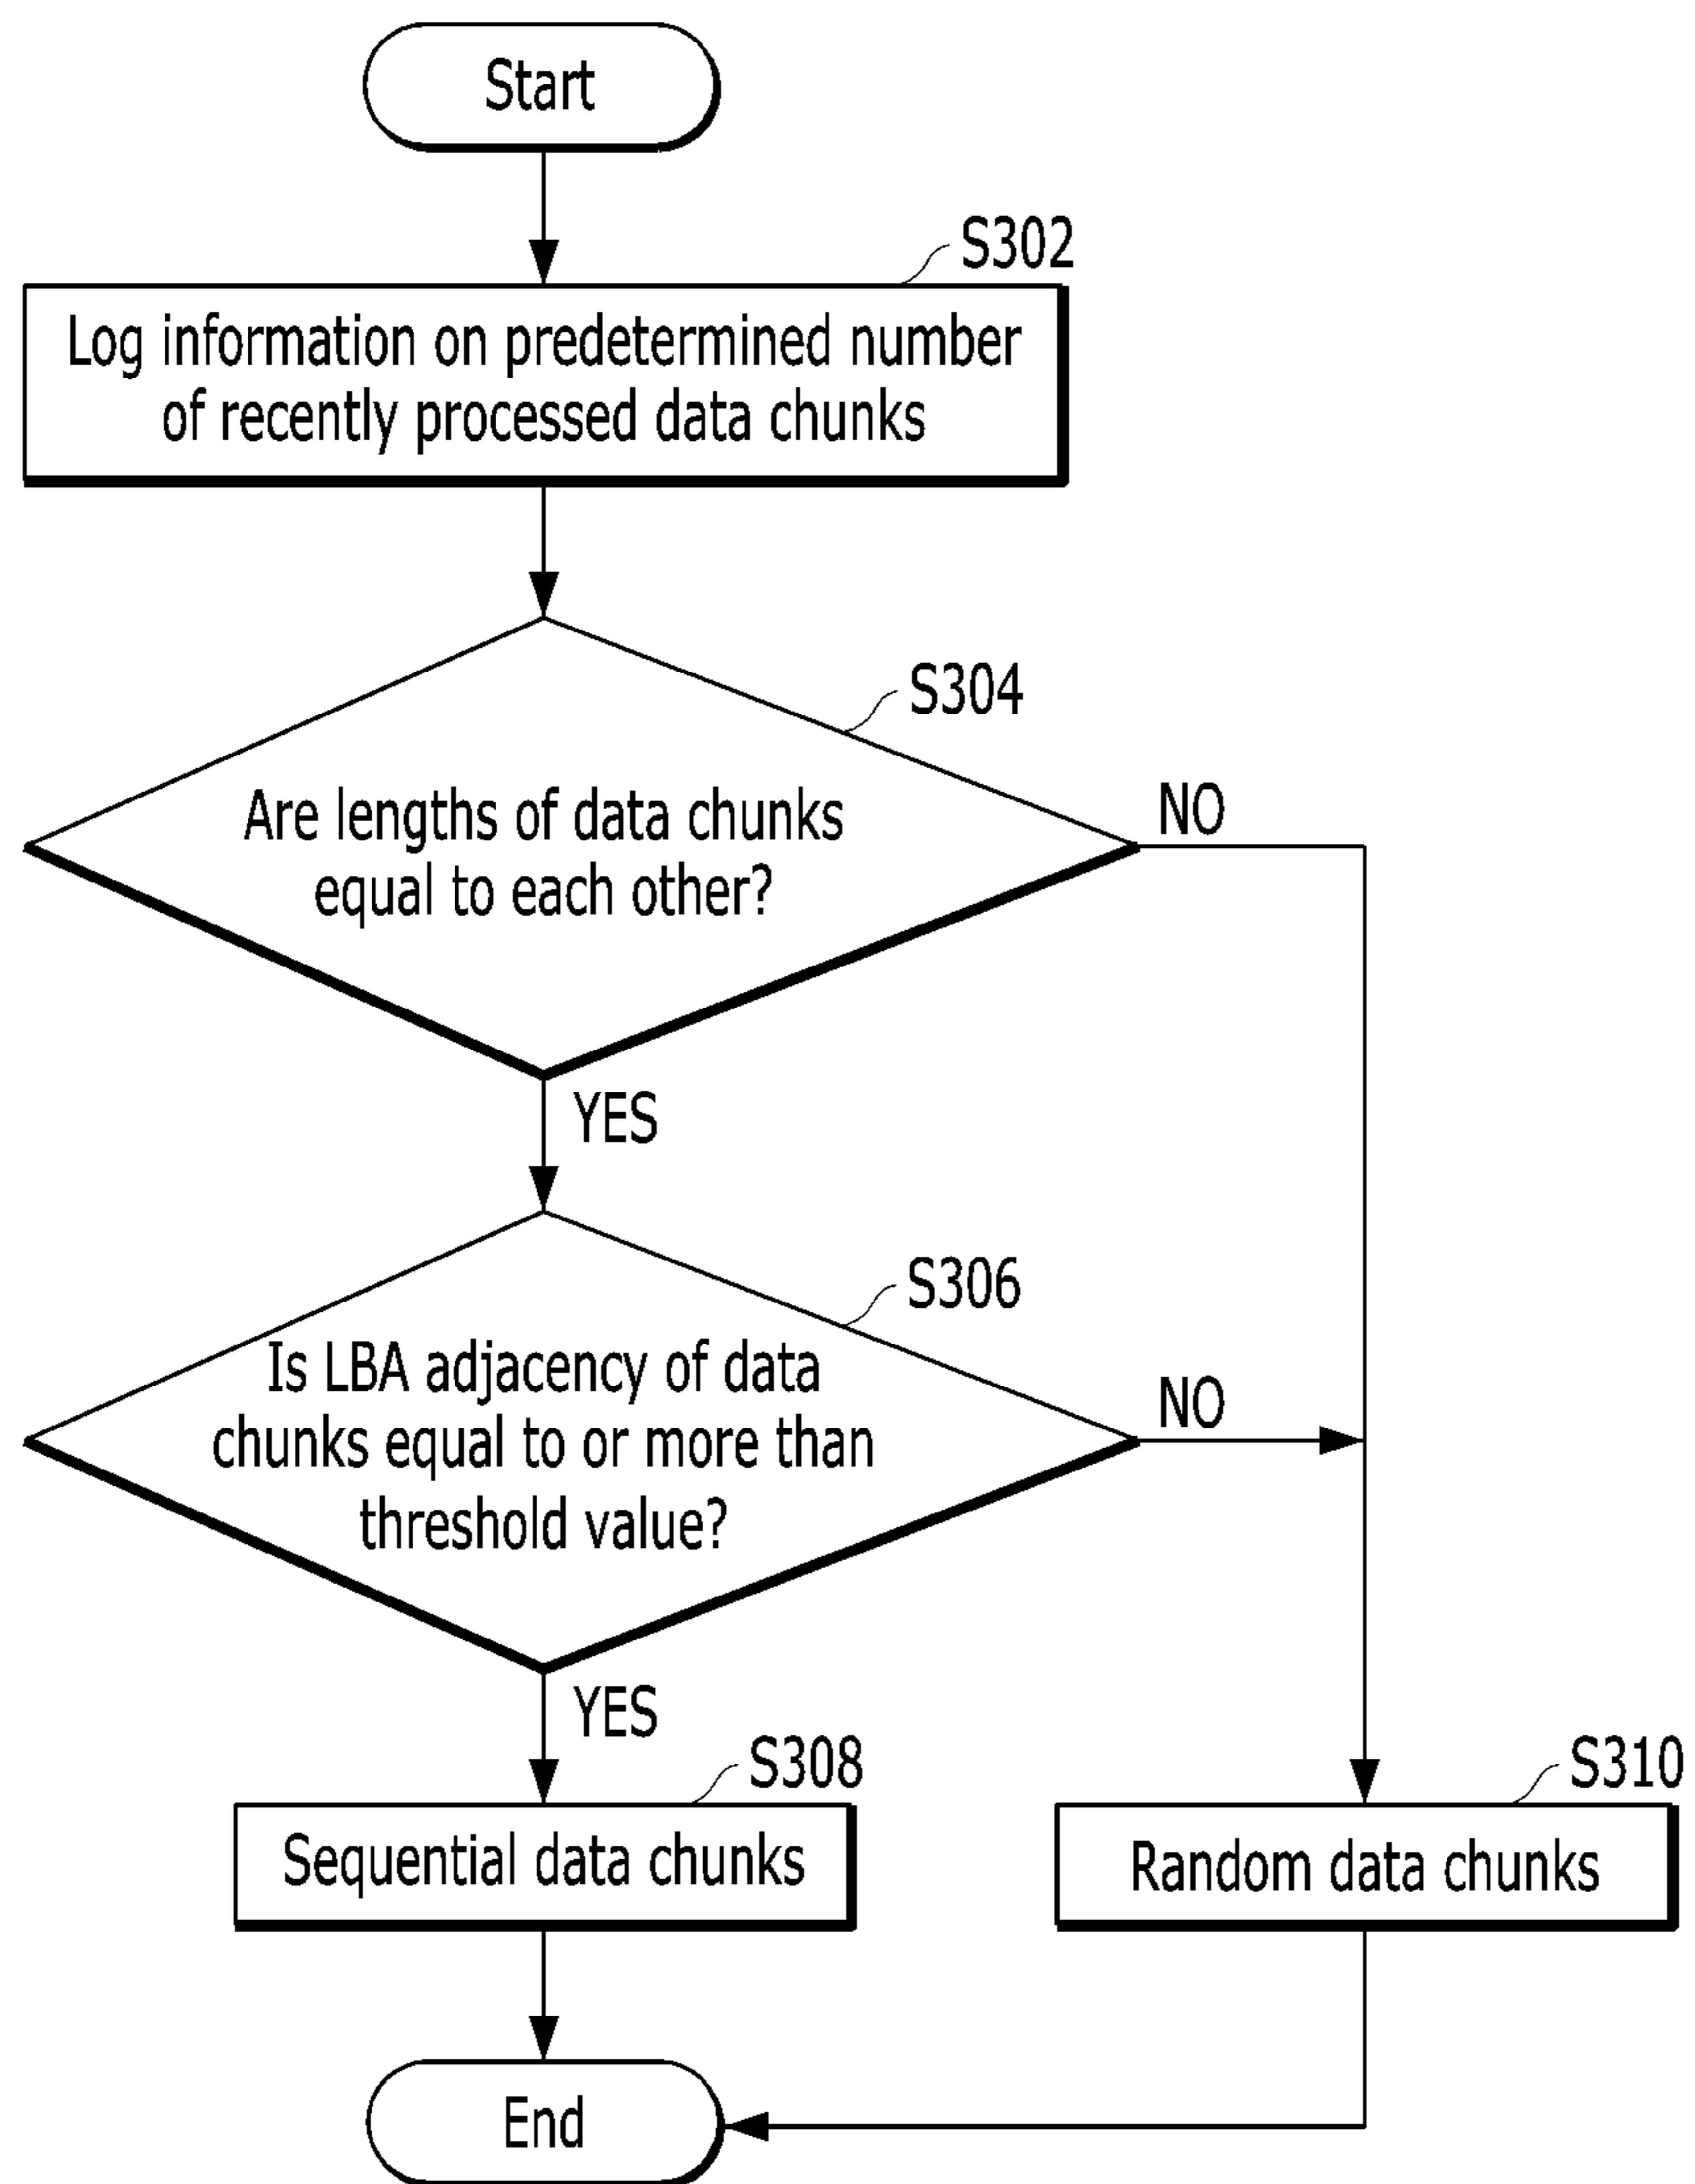 Start
S302
Log information on predetermined number
of recently processed data chunks
S304
Are lengths of data chunks
equal to each other?
NO
YES
S306
Is LBA adjacency of data
chunks equal to or more than
threshold value?
NO
YES
S308
Sequential data chunks
S310
Random data chunks
End